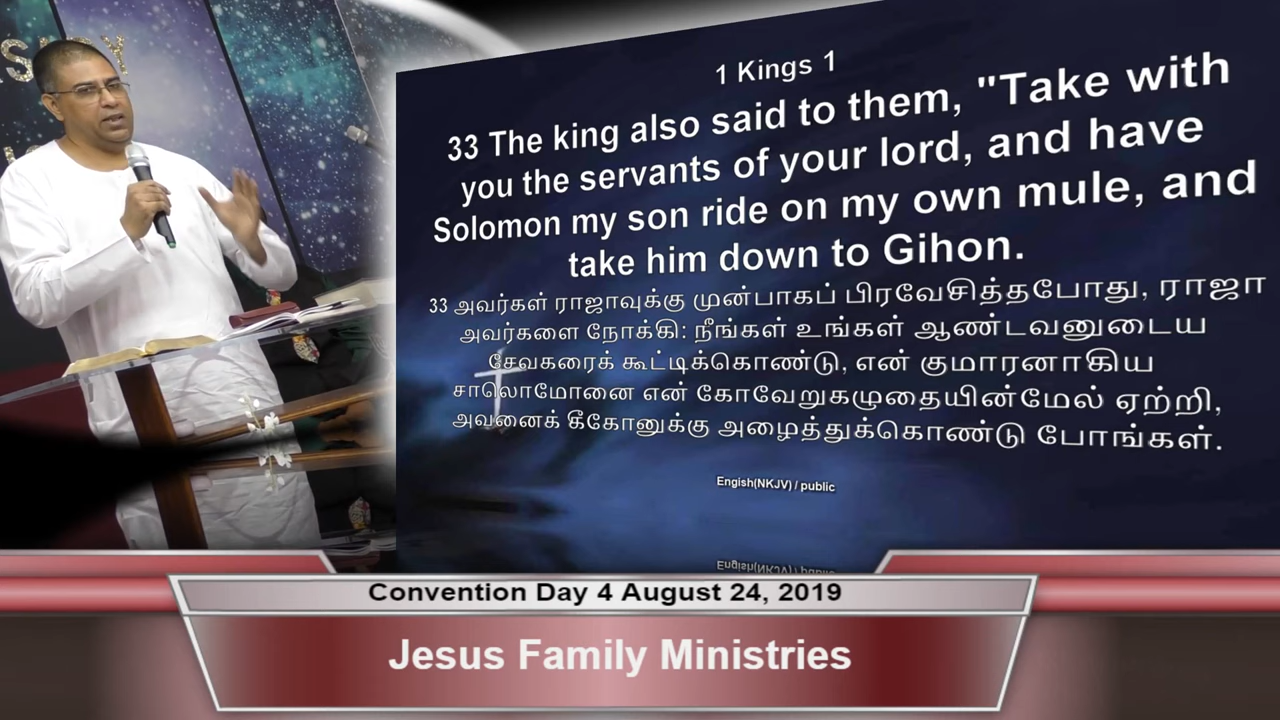 S
Y
1 Kings 1
33 The king also said to them, "Take with
you the servants of your lord, and have
Solomon my son ride on my own mule, and
take him down to Gihon.
33 அவர்கள் ராஜாவுக்கு முன்பாகப் பிரவேசித்தபோது, ராஜா
அவர்களை நோக்கி: நீங்கள் உங்கள் ஆண்டவனுடைய
சேவகரைக் கூட்டிக்கொண்டு, என் குமாரனாகிய
சாலொமோனை என் கோவேறுகழுதையின்மேல் ஏற்றி,
அவனைக் கீகோனுக்கு அழைத்துக்கொண்டு போங்கள்.
Engish(NKJV) / public
Convention Day 4 August 24, 2019
Jesus Family Ministries